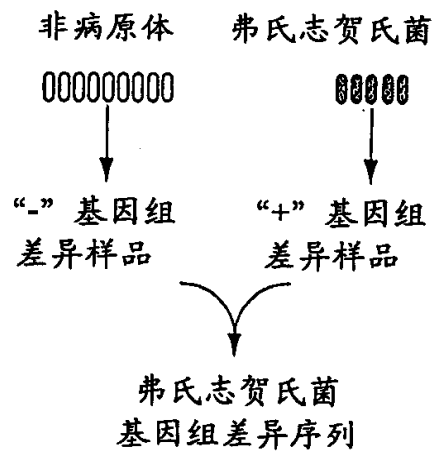 非病原体
弗氏志贺氏菌
“-” 基因组
差异样品
“+” 基因组
差异样品
弗氏志贺氏菌
基因组差异序列